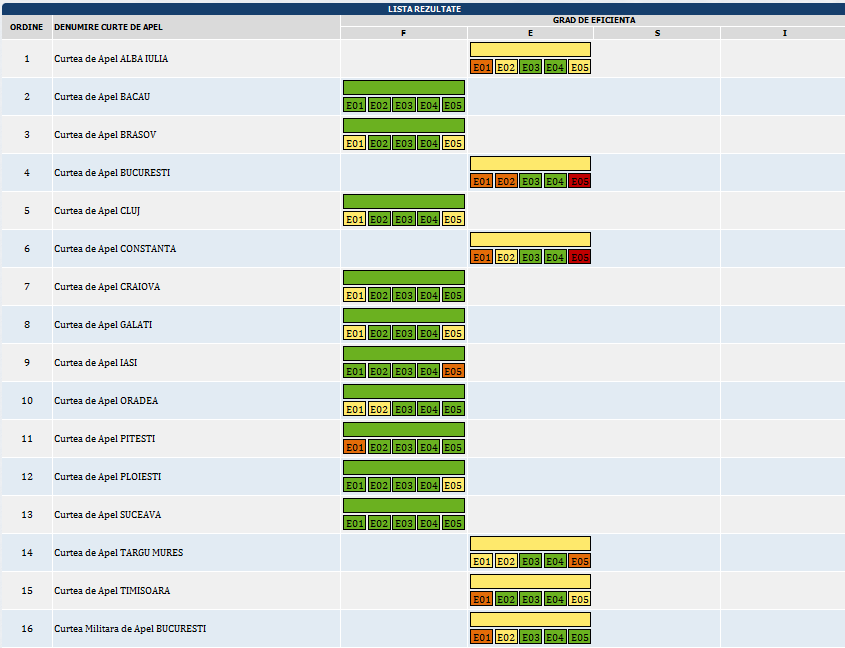 LISTA REZULTATE
ORDINE DENUMIRE CURTE DE APEL GRAD DE EFICIENTA
F E S I
1 Curtea de Apel ALBA IULIA
E01 E02 E03 E04 E05
2 Curtea de Apel BACAU
E01 E02 E03 E04 E05
3 Curtea de Apel BRASOV
E01 E02 E03 E04 E05
4 Curtea de Apel BUCURESTI
E01 E02 E03 E04 E05
5 Curtea de Apel CLUJ
E01 E02 E03 E04 E05
6 Curtea de Apel CONSTANTA
E01 E02 E03 E04 E05
7 Curtea de Apel CRAIOVA
E01 E02 E03 E04 E05
8 Curtea de Apel GALATI
E01 E02 E03 E04 E05
9 Curtea de Apel IASI
E01 E02 E03 E04 E05
10 Curtea de Apel ORADEA
E01 E02 E03 E04 E05
11 Curtea de Apel PITESTI
E01 E02 E03 E04 E05
12 Curtea de Apel PLOIESTI
E01 E02 E03 E04 E05
13 Curtea de Apel SUCEAVA
E01 E02 E03 E04 E05
14 Curtea de Apel TARGU MURES
E01 E02 E03 E04 E05
15 Curtea de Apel TIMISOARA
E01 E02 E03 E04 E05
16 Curtea Militara de Apel BUCURESTI
E01 E02 E03 E04 E05